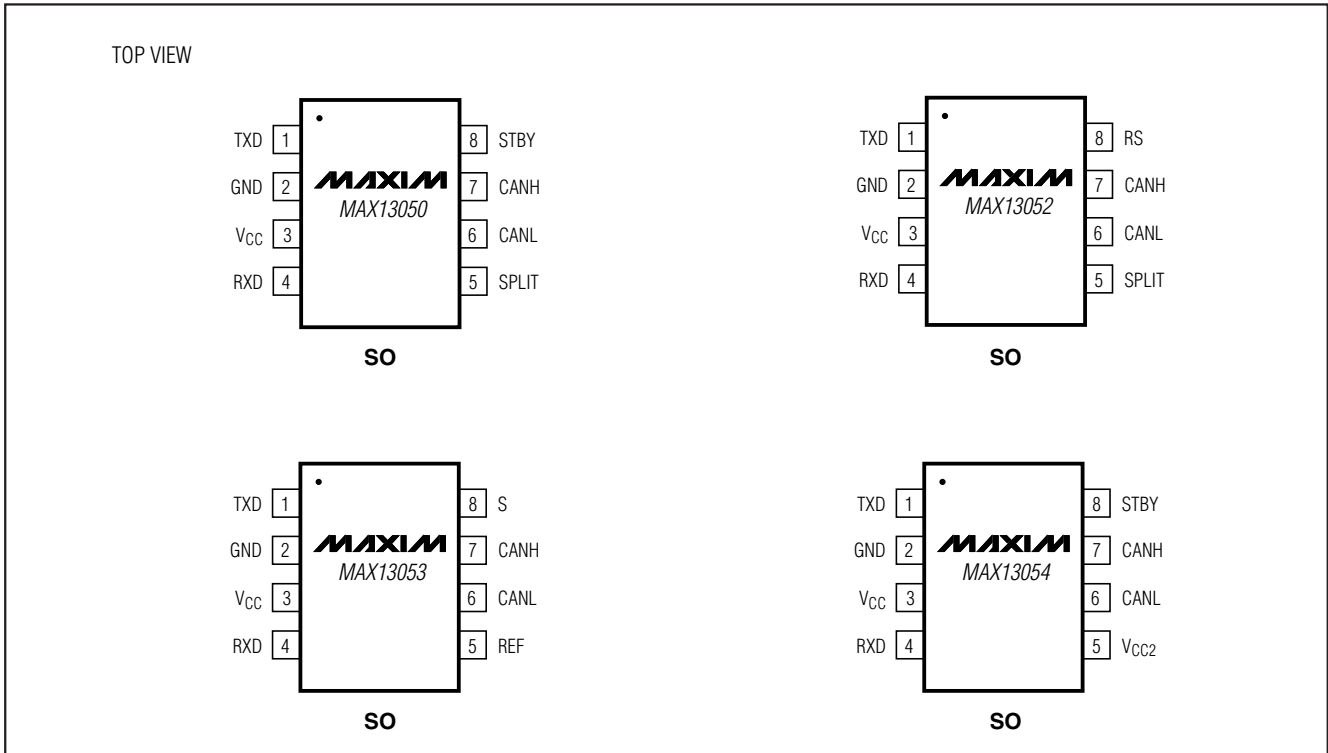 TOP VIEW
TXD 1 8 STBY
GND 2 MAXIM 7 CANH
MAX13050
VCC 3 6 CANL
RXD 4 5 SPLIT
SO
TXD 1 8 RS
GND 2 MAXIM 7 CANH
MAX13052
VCC 3 6 CANL
RXD 4 5 SPLIT
SO
TXD 1 8 S
GND 2 MAXIM 7 CANH
MAX13053
VCC 3 6 CANL
RXD 4 5 REF
SO
TXD 1 8 STBY
GND 2 MAXIM 7 CANH
MAX13054
VCC 3 6 CANL
RXD 4 5 VCC2
SO